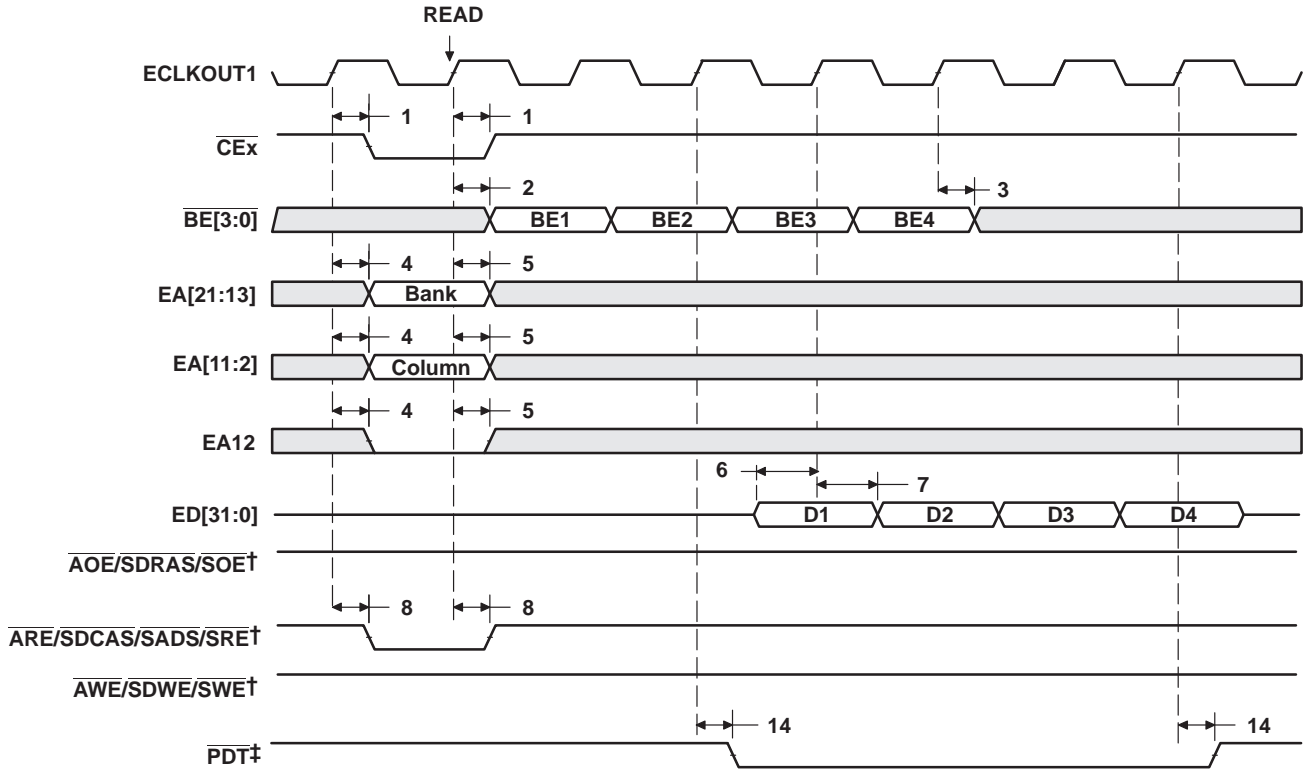 READ
ECLKOUT1
1 1
CEx
2 3
BE[3:0] BE1 BE2 BE3 BE4
4 5
EA[21:13] Bank
4 5
EA[11:2] Column
4 5
EA12
6 7
ED[31:0] D1 D2 D3 D4
AOE/SDRAS/SOE†
8 8
ARE/SDCAS/SADS/SRE†
AWE/SDWE/SWE†
14 14
PDT‡